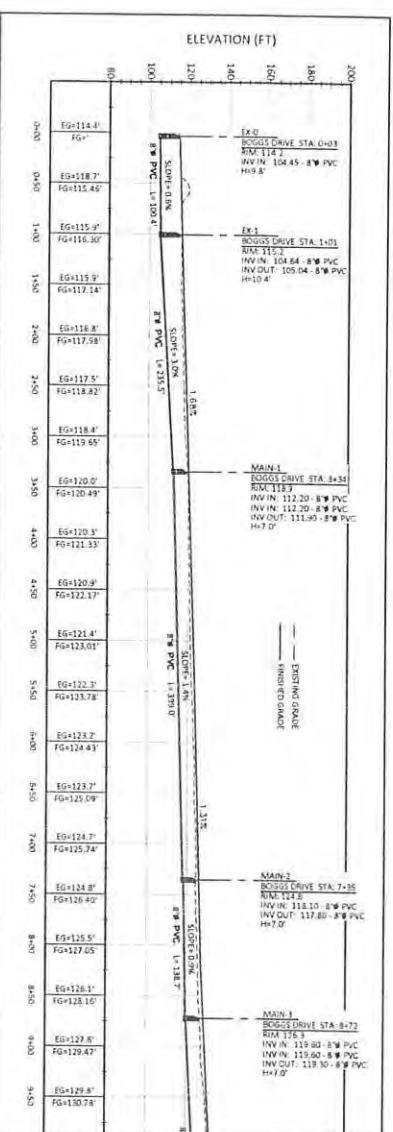 ELEVATION (FT)
80
100
120
140
160
180
200
EX-0
BOGGS DRIVE STA: 0+03
RIM: 114.2
INV IN: 104.45 - 8"Ø PVC
H=9.8'
EX-1
BOGGS DRIVE STA: 1+01
RIM: 115.2
INV IN: 104.84 - 8"Ø PVC
INV OUT: 105.04 - 8"Ø PVC
H=10.4'
MAIN-1
BOGGS DRIVE STA: 3+34
RIM: 118.9
INV IN: 112.20 - 8"Ø PVC
INV IN: 112.20 - 8"Ø PVC
INV OUT: 111.90 - 8"Ø PVC
H=7.0'
EXISTING GRADE
FINISHED GRADE
MAIN-2
BOGGS DRIVE STA: 7+35
RIM: 124.8
INV IN: 118.10 - 8"Ø PVC
INV OUT: 117.80 - 8"Ø PVC
H=7.0'
MAIN-3
BOGGS DRIVE STA: 8+72
RIM: 126.3
INV IN: 119.60 - 8"Ø PVC
INV IN: 119.60 - 8"Ø PVC
INV OUT: 119.30 - 8"Ø PVC
H=7.0'
SLOPE= 0.6%
8"Ø PVC L= 100.4'
SLOPE= 3.0%
8"Ø PVC L= 235.5'
1.68%
SLOPE= 1.4%
8"Ø PVC L= 399.0'
1.31%
SLOPE= 0.9%
8"Ø PVC L= 138.7'
EG=114.4'
FG='
0+00
EG=118.7'
FG=115.46'
0+50
EG=115.9'
FG=116.30'
1+00
EG=115.9'
FG=117.14'
1+50
EG=116.8'
FG=117.98'
2+00
EG=117.5'
FG=118.82'
2+50
EG=118.4'
FG=119.65'
3+00
EG=120.0'
FG=120.49'
3+50
EG=120.3'
FG=121.33'
4+00
EG=120.9'
FG=122.17'
4+50
EG=121.4'
FG=123.01'
5+00
EG=122.3'
FG=123.78'
5+50
EG=123.2'
FG=124.43'
6+00
EG=123.7'
FG=125.09'
6+50
EG=124.7'
FG=125.74'
7+00
EG=124.8'
FG=126.40'
7+50
EG=125.5'
FG=127.05'
8+00
EG=126.1'
FG=128.16'
8+50
EG=127.8'
FG=129.47'
9+00
EG=129.8'
FG=130.78'
9+50